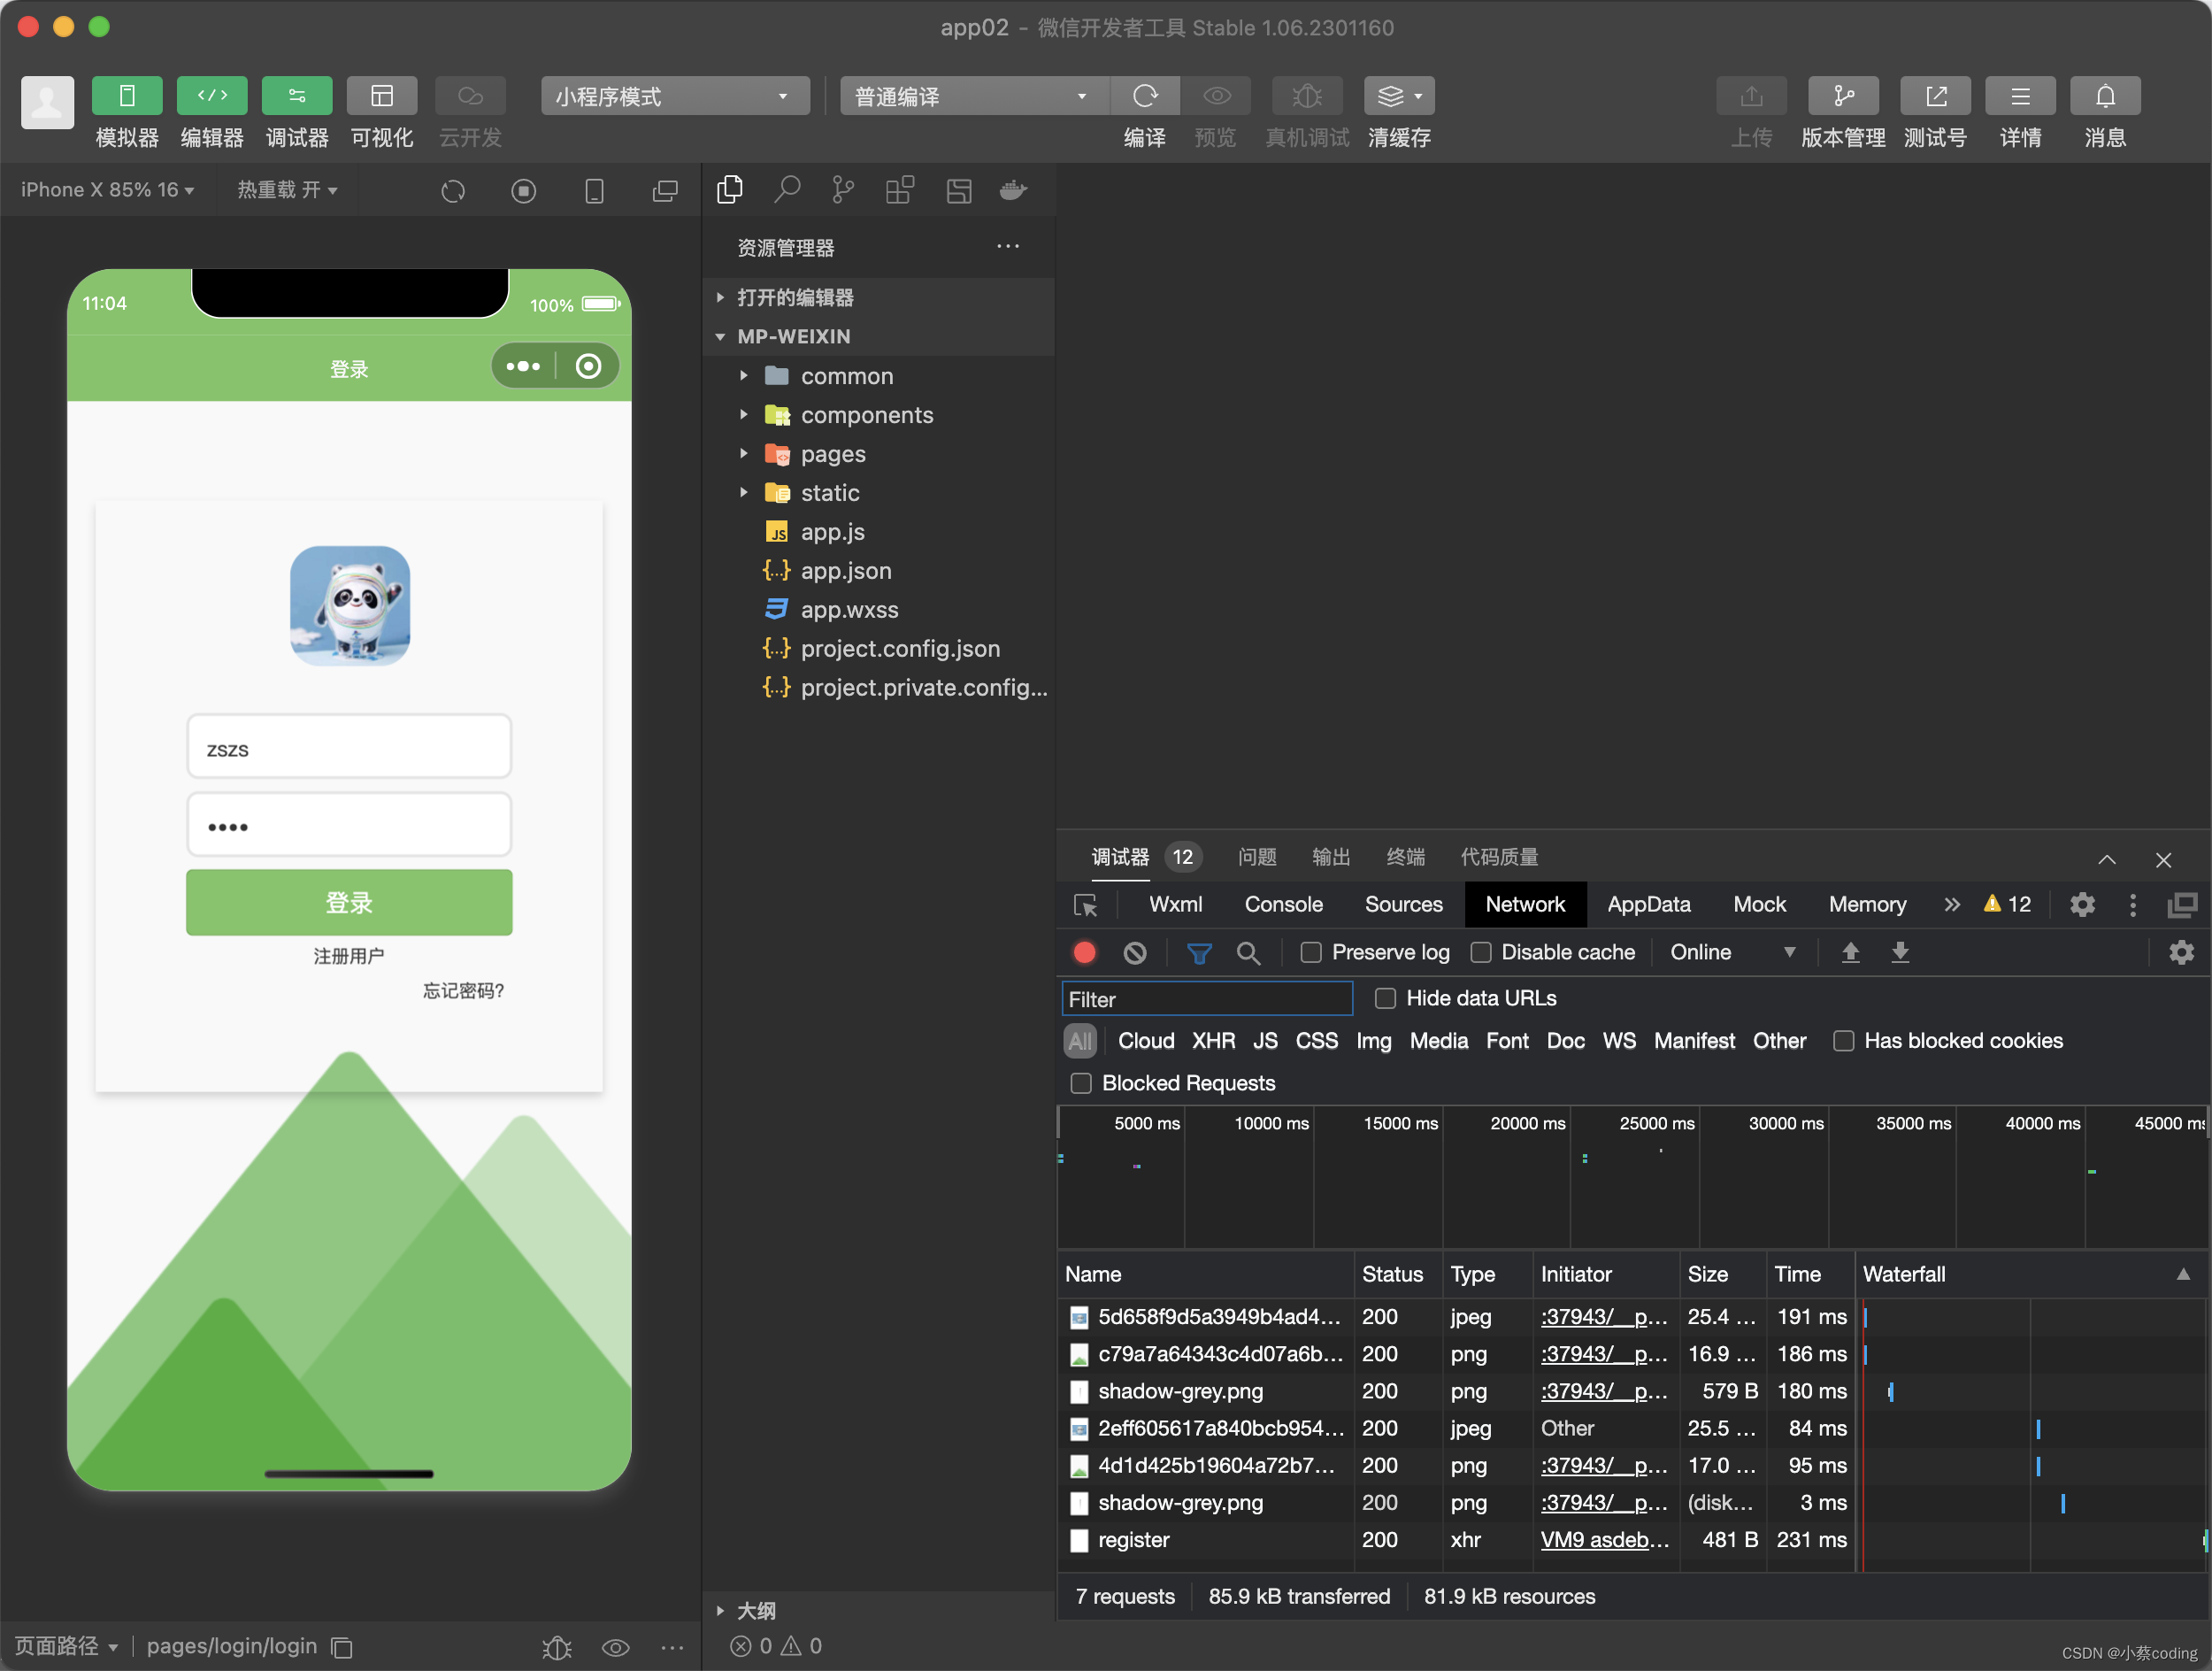 app02 – 微信开发者工具 Stable 1.06.2301160
小程序模式
普通编译
模拟器
编辑器
调试器
可视化
云开发
编译
预览
真机调试
清缓存
上传
版本管理
测试号
详情
消息
iPhone X 85% 16
热重载 开
11:04
100%
登录
zszs
••••
登录
注册用户
忘记密码?
页面路径
pages/login/login
资源管理器
打开的编辑器
MP-WEIXIN
common
components
pages
static
app.js
app.json
app.wxss
project.config.json
project.private.config...
大纲
0
0
调试器
12
问题
输出
终端
代码质量
Wxml
Console
Sources
Network
AppData
Mock
Memory
12
Preserve log
Disable cache
Online
Filter
Hide data URLs
All
Cloud XHR JS CSS Img Media Font Doc WS Manifest Other
Has blocked cookies
Blocked Requests
5000 ms 10000 ms 15000 ms 20000 ms 25000 ms 30000 ms 35000 ms 40000 ms 45000 ms
Name Status Type Initiator Size Time Waterfall
5d658f9d5a3949b4ad4... 200 jpeg :37943/__p... 25.4 ... 191 ms
c79a7a64343c4d07a6b... 200 png :37943/__p... 16.9 ... 186 ms
shadow-grey.png 200 png :37943/__p... 579 B 180 ms
2eff605617a840bcb954... 200 jpeg Other 25.5 ... 84 ms
4d1d425b19604a72b7... 200 png :37943/__p... 17.0 ... 95 ms
shadow-grey.png 200 png :37943/__p... (disk... 3 ms
register 200 xhr VM9 asdeb... 481 B 231 ms
7 requests
85.9 kB transferred
81.9 kB resources
CSDN @小蔡coding